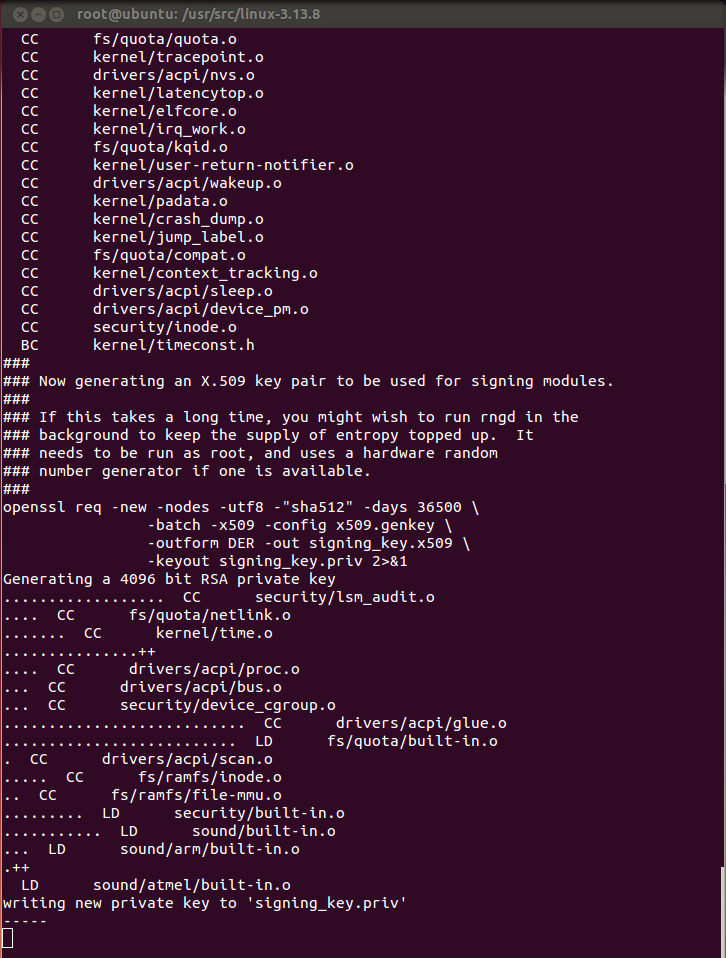 root@ubuntu: /usr/src/linux-3.13.8
  CC      fs/quota/quota.o
  CC      kernel/tracepoint.o
  CC      drivers/acpi/nvs.o
  CC      kernel/latencytop.o
  CC      kernel/elfcore.o
  CC      kernel/irq_work.o
  CC      fs/quota/kqid.o
  CC      kernel/user-return-notifier.o
  CC      drivers/acpi/wakeup.o
  CC      kernel/padata.o
  CC      kernel/crash_dump.o
  CC      kernel/jump_label.o
  CC      fs/quota/compat.o
  CC      kernel/context_tracking.o
  CC      drivers/acpi/sleep.o
  CC      drivers/acpi/device_pm.o
  CC      security/inode.o
  BC      kernel/timeconst.h
###
### Now generating an X.509 key pair to be used for signing modules.
###
### If this takes a long time, you might wish to run rngd in the
### background to keep the supply of entropy topped up.  It
### needs to be run as root, and uses a hardware random
### number generator if one is available.
###
openssl req -new -nodes -utf8 -"sha512" -days 36500 \
                -batch -x509 -config x509.genkey \
                -outform DER -out signing_key.x509 \
                -keyout signing_key.priv 2>&1
Generating a 4096 bit RSA private key
..................  CC      security/lsm_audit.o
....  CC      fs/quota/netlink.o
.......  CC      kernel/time.o
...............++
....  CC      drivers/acpi/proc.o
...  CC      drivers/acpi/bus.o
...  CC      security/device_cgroup.o
...........................  CC      drivers/acpi/glue.o
..........................  LD      fs/quota/built-in.o
.  CC      drivers/acpi/scan.o
.....  CC      fs/ramfs/inode.o
..  CC      fs/ramfs/file-mmu.o
.........  LD      security/built-in.o
...........  LD      sound/built-in.o
...  LD      sound/arm/built-in.o
.++
  LD      sound/atmel/built-in.o
writing new private key to 'signing_key.priv'
-----